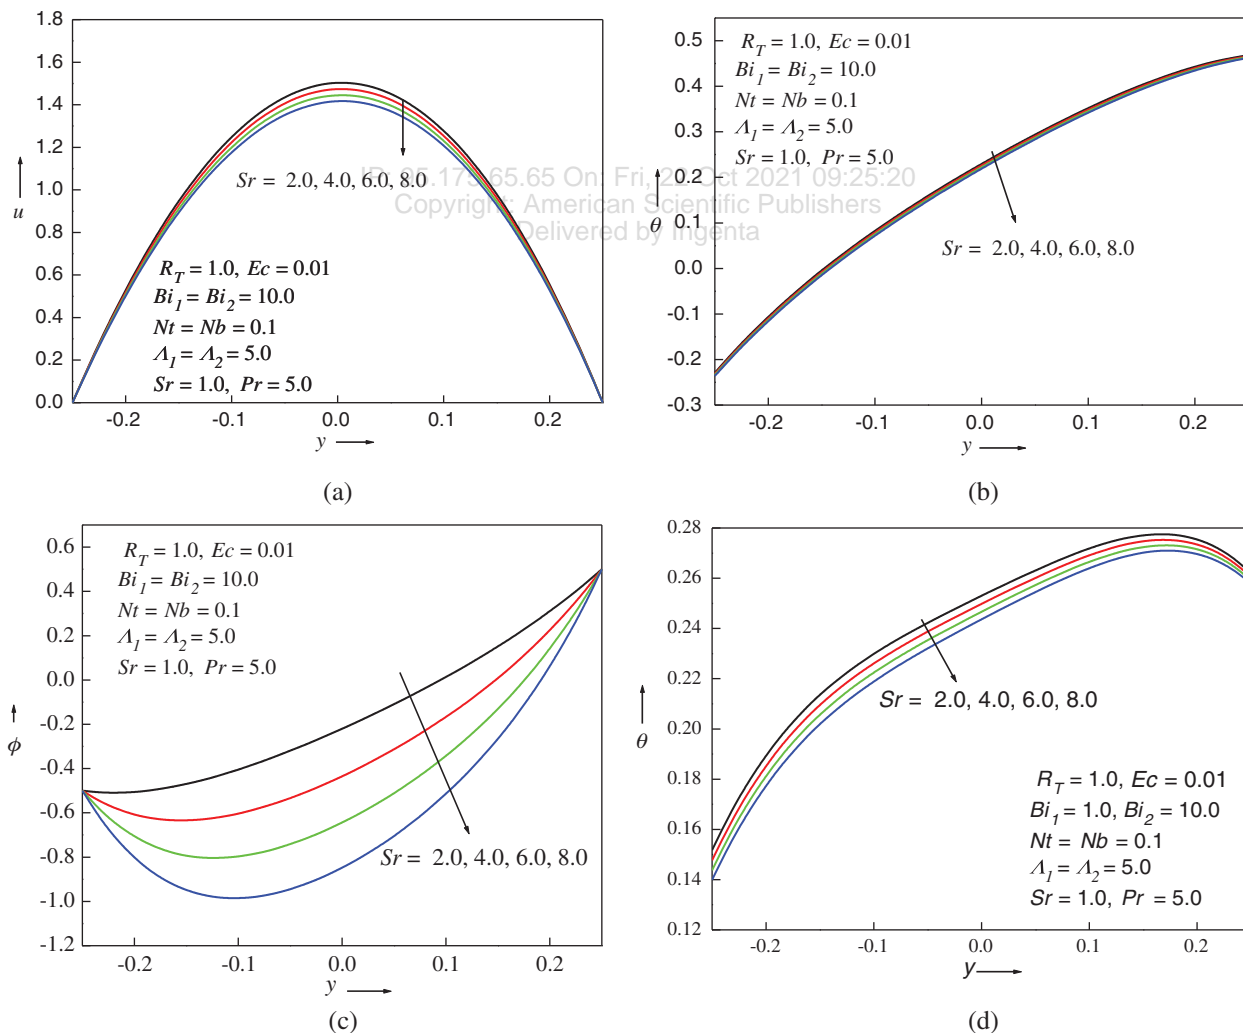 1.8
1.6
1.4
1.2
1.0
0.8
0.6
0.4
0.2
0.0
-0.2 -0.1 0.0 0.1 0.2
u
y
Sr = 2.0, 4.0, 6.0, 8.0
R_T = 1.0, Ec = 0.01
Bi_1 = Bi_2 = 10.0
Nt = Nb = 0.1
Λ_1 = Λ_2 = 5.0
Sr = 1.0, Pr = 5.0
(a)
0.5
0.4
0.3
0.2
0.1
0.0
-0.1
-0.2
-0.3
-0.2 -0.1 0.0 0.1 0.2
θ
y
R_T = 1.0, Ec = 0.01
Bi_1 = Bi_2 = 10.0
Nt = Nb = 0.1
Λ_1 = Λ_2 = 5.0
Sr = 1.0, Pr = 5.0
Sr = 2.0, 4.0, 6.0, 8.0
(b)
65.65 On: Fri, 22 Oct 2021 09:25:20
Copyright: American Scientific Publishers
Delivered by Ingenta
0.6
0.4
0.2
0.0
-0.2
-0.4
-0.6
-0.8
-1.0
-1.2
-0.2 -0.1 0.0 0.1 0.2
ϕ
y
R_T = 1.0, Ec = 0.01
Bi_1 = Bi_2 = 10.0
Nt = Nb = 0.1
Λ_1 = Λ_2 = 5.0
Sr = 1.0, Pr = 5.0
Sr = 2.0, 4.0, 6.0, 8.0
(c)
0.28
0.26
0.24
0.22
0.20
0.18
0.16
0.14
0.12
-0.2 -0.1 0.0 0.1 0.2
θ
y
Sr = 2.0, 4.0, 6.0, 8.0
R_T = 1.0, Ec = 0.01
Bi_1 = 1.0, Bi_2 = 10.0
Nt = Nb = 0.1
Λ_1 = Λ_2 = 5.0
Sr = 1.0, Pr = 5.0
(d)